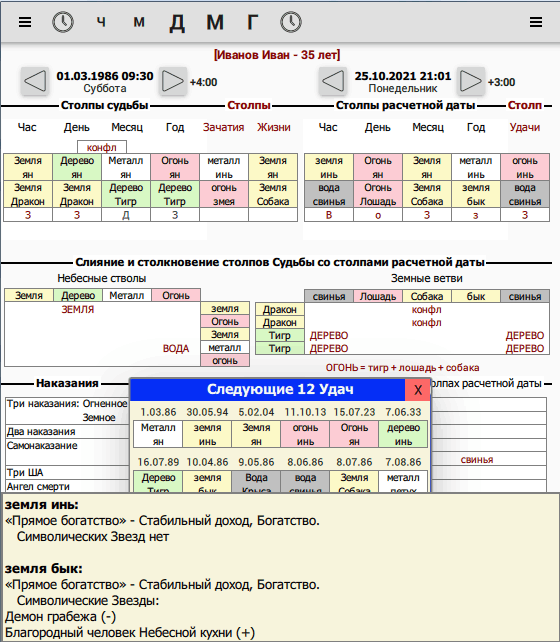 Ч М Д М Г
[Иванов Иван - 35 лет]
01.03.1986 09:30 +4:00 25.10.2021 21:01 +3:00
Суббота Понедельник
Столпы судьбы Столпы Столпы расчетной даты Столп
Час День Месяц Год Зачатия Жизни Час День Месяц Год Удачи
конфл
Земля Дерево Металл Огонь металл Земля земля Огонь Земля металл огонь
ян ян ян ян инь ян инь ян ян инь инь
Земля Земля Дерево Дерево огонь Земля вода Огонь Земля земля вода
Дракон Дракон Тигр Тигр змея Собака свинья Лошадь Собака бык свинья
З З Д З В о З з З
Слияние и столкновение столпов Судьбы со столпами расчетной даты
Небесные стволы Земные ветви
Земля Дерево Металл Огонь свинья Лошадь Собака бык свинья
ЗЕМЛЯ земля Дракон конфл
Огонь Дракон конфл
Земля Тигр ДЕРЕВО ДЕРЕВО
ВОДА металл Тигр ДЕРЕВО ДЕРЕВО
огонь
ОГОНЬ = тигр + лошадь + собака
Наказания столпах расчетной даты
Следующие 12 Удач X
Три наказания: Огненное
Земное
Два наказания
Самонаказание
свинья
Три ША
Ангел смерти
1.03.86 30.05.94 5.02.04 11.10.13 15.07.23 7.06.33
Металл земля Земля огонь Огонь дерево
ян инь ян инь ян инь
16.07.89 10.04.86 9.05.86 8.06.86 8.07.86 7.08.86
Дерево земля Вода вода Земля металл
Тигр бык Крыса свинья Собака петух
земля инь:
«Прямое богатство» - Стабильный доход, Богатство.
Символических Звезд нет
земля бык:
«Прямое богатство» - Стабильный доход, Богатство.
Символические Звезды:
Демон грабежа (-)
Благородный человек Небесной кухни (+)